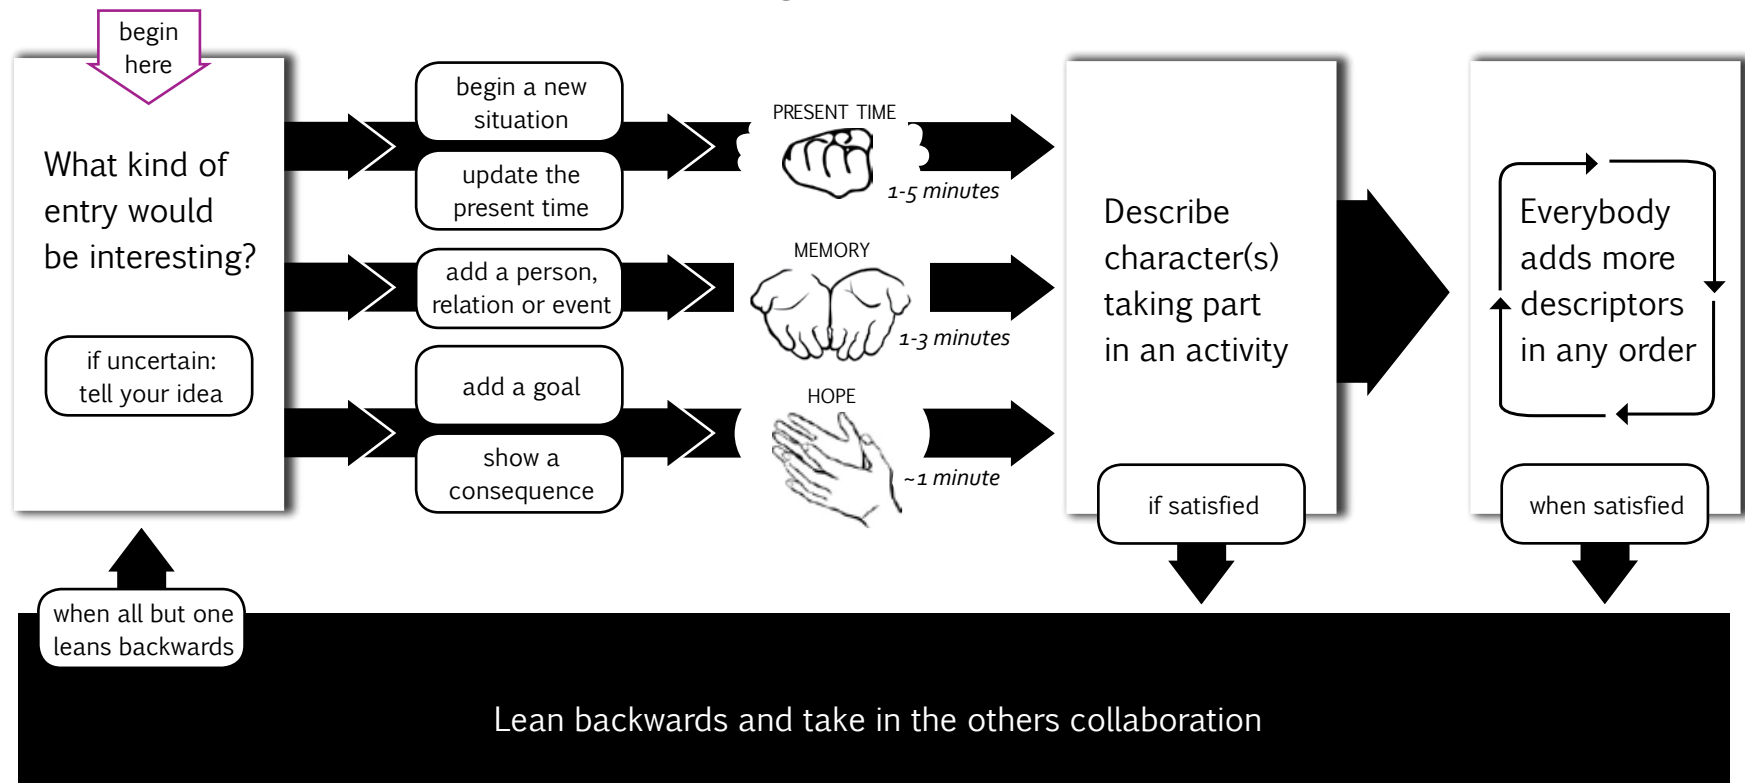 begin
here
What kind of
entry would
be interesting?
if uncertain:
tell your idea
begin a new
situation
update the
present time
PRESENT TIME
1-5 minutes
add a person,
relation or event
MEMORY
1-3 minutes
add a goal
show a
consequence
HOPE
~1 minute
Describe
character(s)
taking part
in an activity
if satisfied
Everybody
adds more
descriptors
in any order
when satisfied
when all but one
leans backwards
Lean backwards and take in the others collaboration